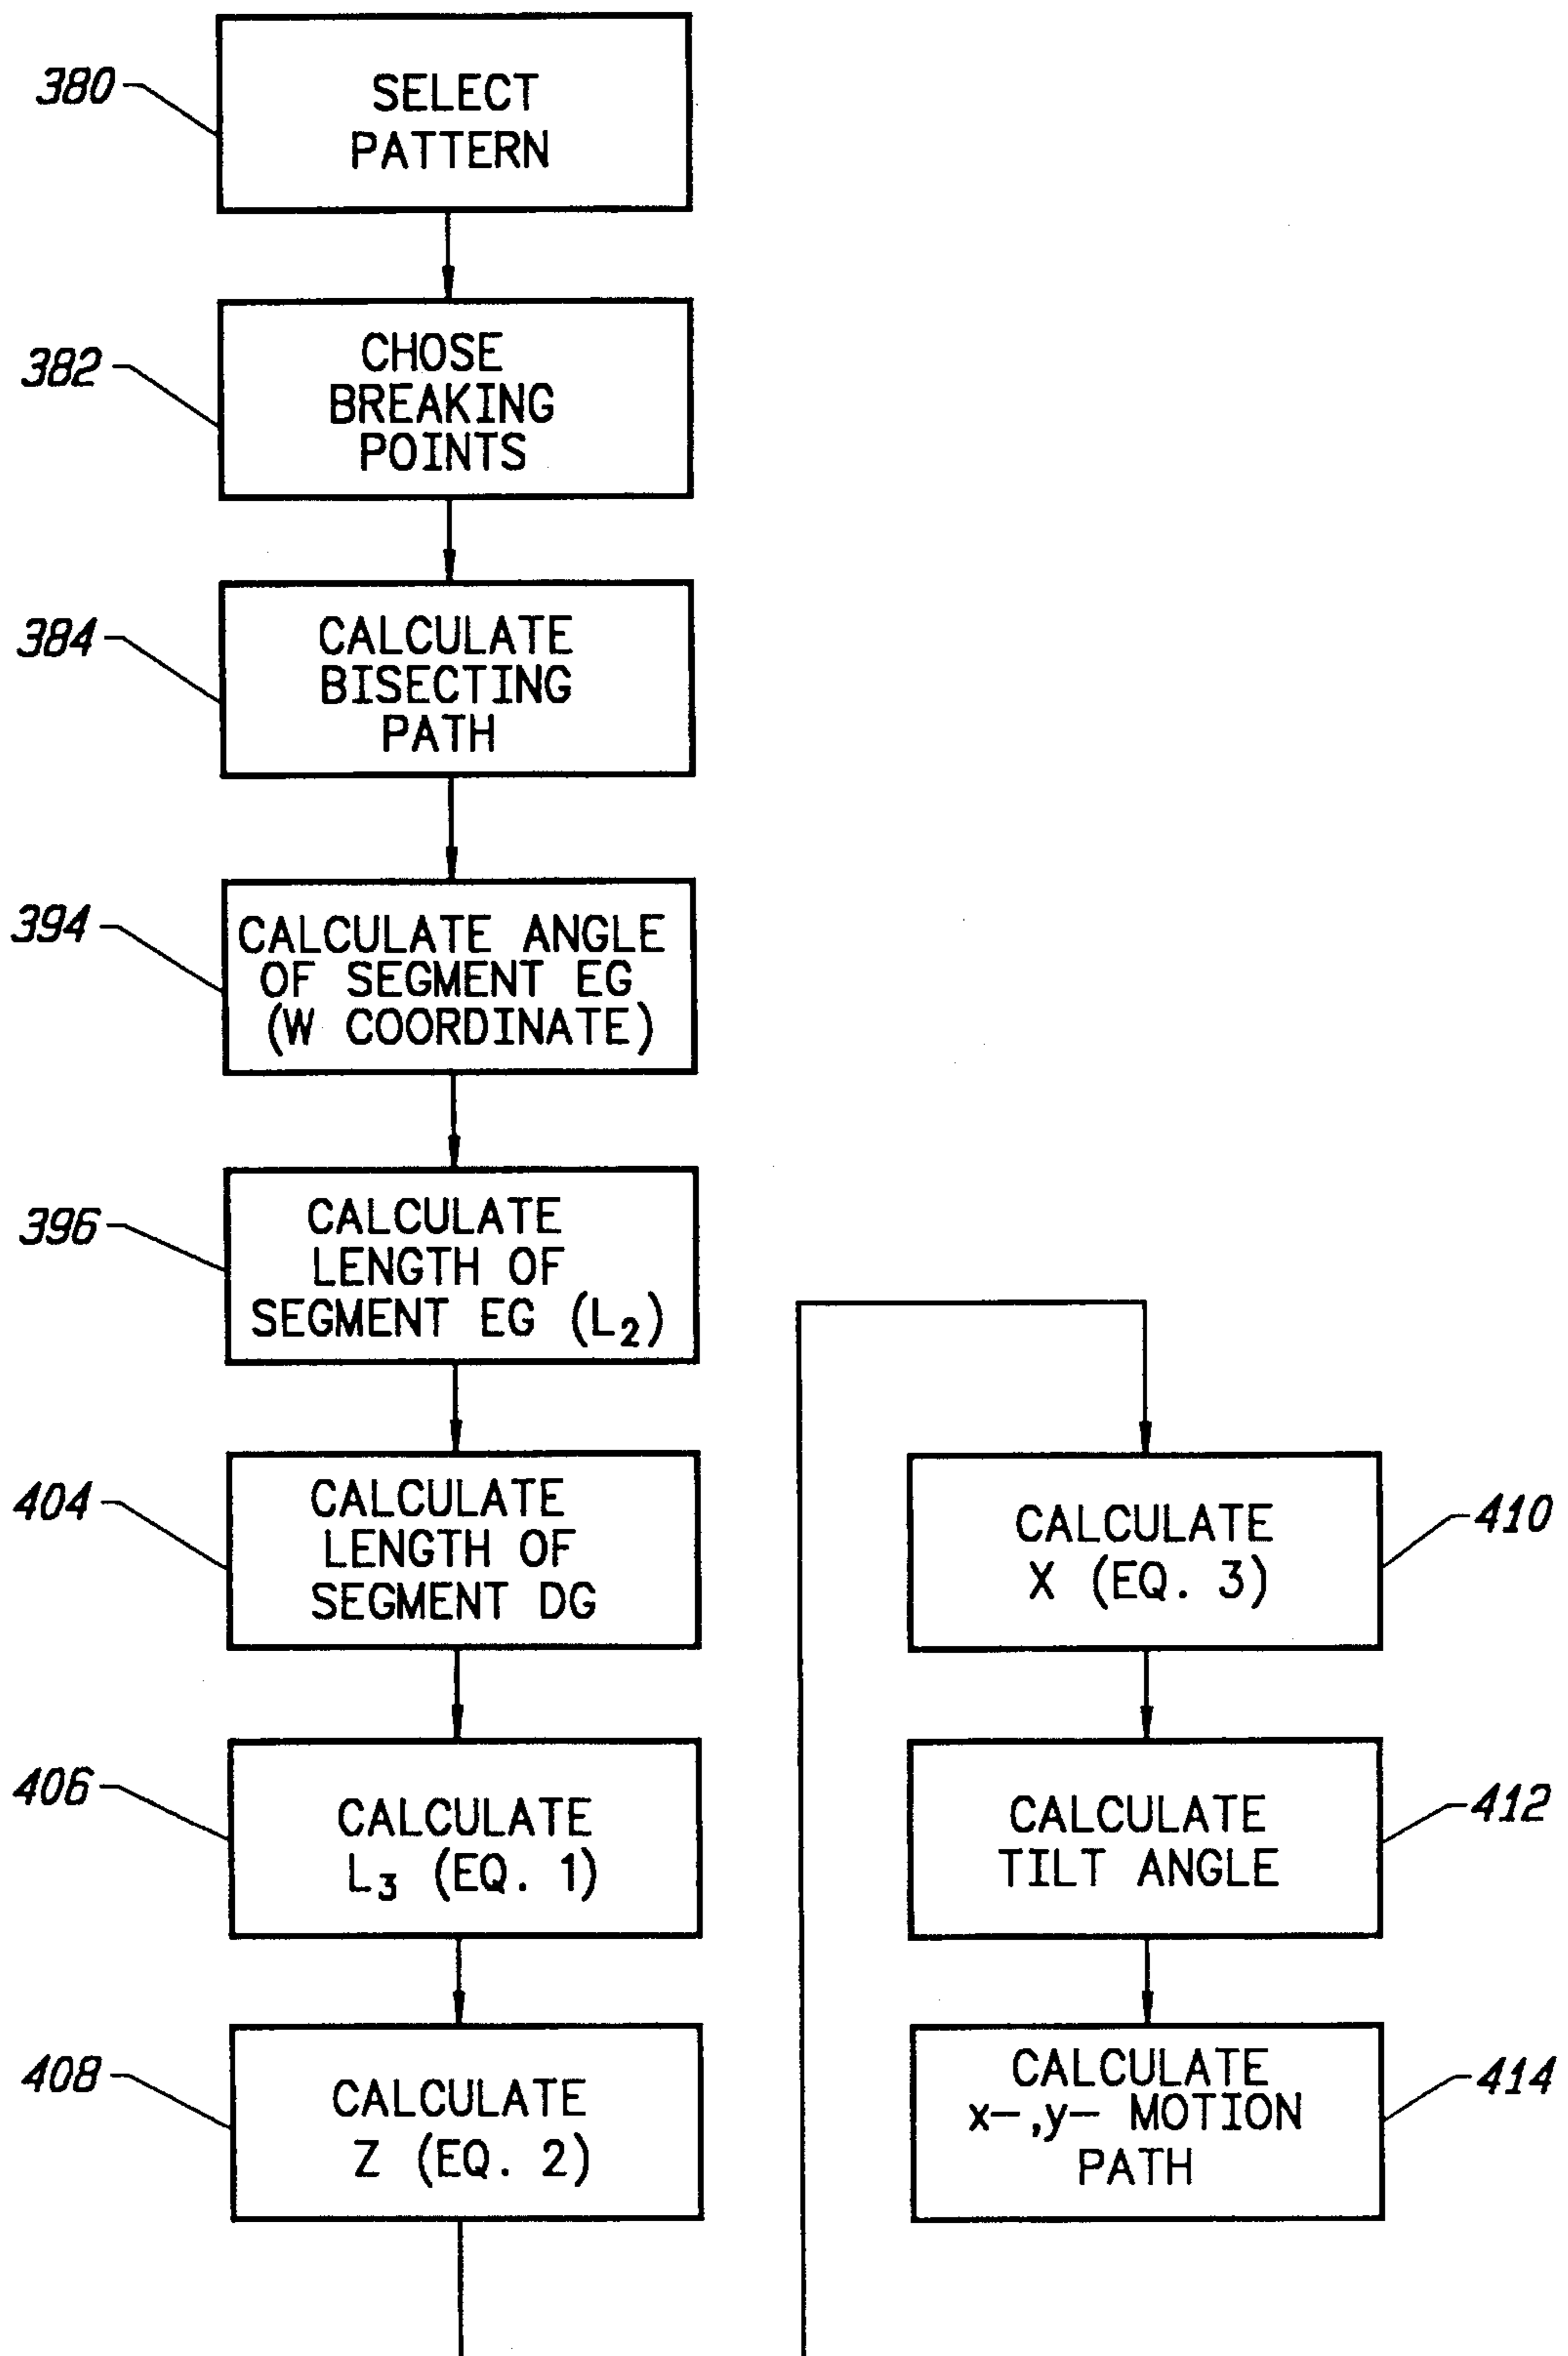 380
SELECT
PATTERN
382
CHOSE
BREAKING
POINTS
384
CALCULATE
BISECTING
PATH
394
CALCULATE ANGLE
OF SEGMENT EG
(W COORDINATE)
396
CALCULATE
LENGTH OF
SEGMENT EG (L₂)
404
CALCULATE
LENGTH OF
SEGMENT DG
406
CALCULATE
L₃ (EQ. 1)
408
CALCULATE
Z (EQ. 2)
410
CALCULATE
X (EQ. 3)
412
CALCULATE
TILT ANGLE
414
CALCULATE
x–,y– MOTION
PATH